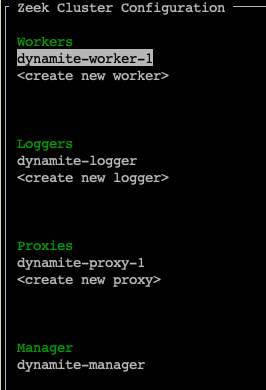 Zeek Cluster Configuration
Workers
dynamite-worker-1
<create new worker>
Loggers
dynamite-logger
<create new logger>
Proxies
dynamite-proxy-1
<create new proxy>
Manager
dynamite-manager